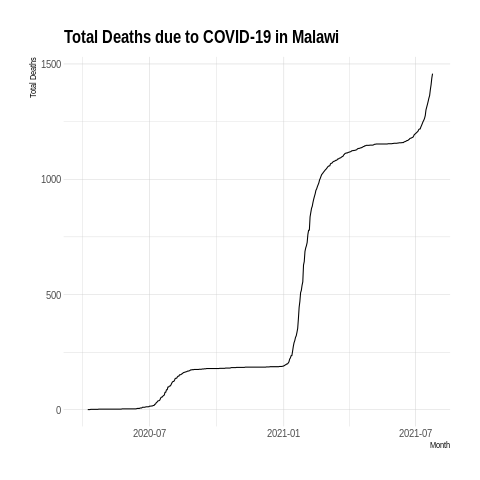 Total Deaths due to COVID-19 in Malawi
Total Deaths
1500
1000
500
0
2020-07
2021-01
2021-07
Month